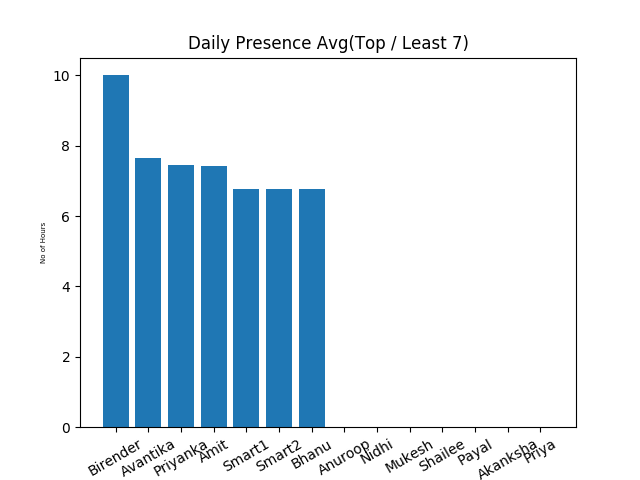 Daily Presence Avg(Top / Least 7)
No of Hours
10
8
6
4
2
0
Birender
Avantika
Priyanka
Amit
Smart1
Smart2
Bhanu
Anuroop
Nidhi
Mukesh
Shailee
Payal
Akanksha
Priya